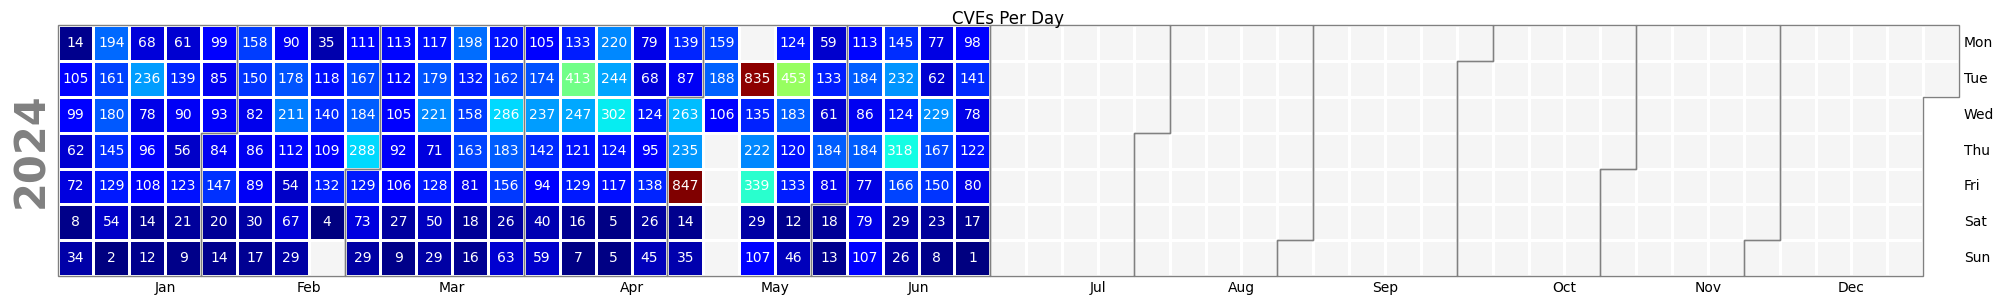 CVEs Per Day
2024
14 194 68 61 99 158 90 35 111 113 117 198 120 105 133 220 79 139 159 124 59 113 145 77 98 Mon
105 161 236 139 85 150 178 118 167 112 179 132 162 174 413 244 68 87 188 835 453 133 184 232 62 141 Tue
99 180 78 90 93 82 211 140 184 105 221 158 286 237 247 302 124 263 106 135 183 61 86 124 229 78 Wed
62 145 96 56 84 86 112 109 288 92 71 163 183 142 121 124 95 235 222 120 184 184 318 167 122 Thu
72 129 108 123 147 89 54 132 129 106 128 81 156 94 129 117 138 847 339 133 81 77 166 150 80 Fri
8 54 14 21 20 30 67 4 73 27 50 18 26 40 16 5 26 14 29 12 18 79 29 23 17 Sat
34 2 12 9 14 17 29 29 9 29 16 63 59 7 5 45 35 107 46 13 107 26 8 1 Sun
Jan Feb Mar Apr May Jun Jul Aug Sep Oct Nov Dec